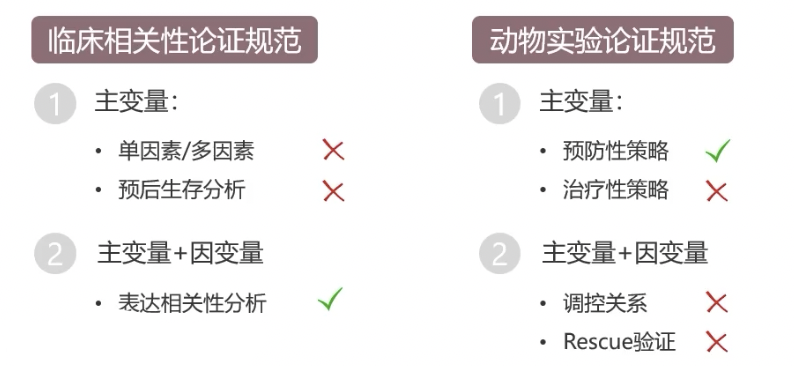 临床相关性论证规范
1 主变量：
• 单因素/多因素
• 预后生存分析
2 主变量+因变量
• 表达相关性分析
动物实验论证规范
1 主变量：
• 预防性策略
• 治疗性策略
2 主变量+因变量
• 调控关系
• Rescue验证